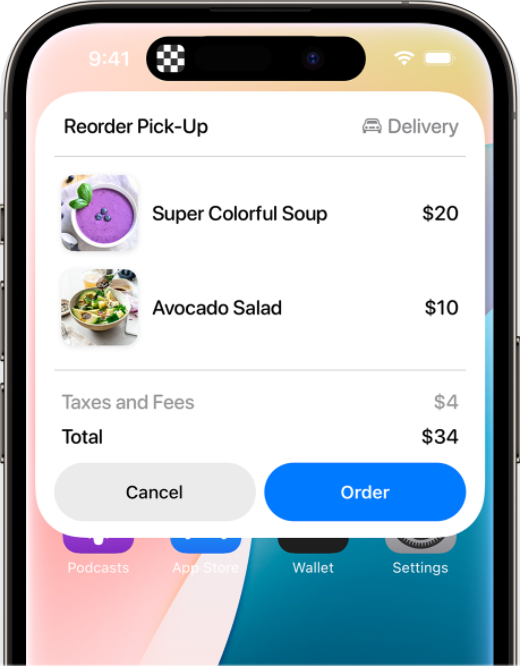 9:41
Reorder Pick-Up Delivery
Super Colorful Soup $20
Avocado Salad $10
Taxes and Fees $4
Total $34
Cancel Order
Podcasts App Store Wallet Settings